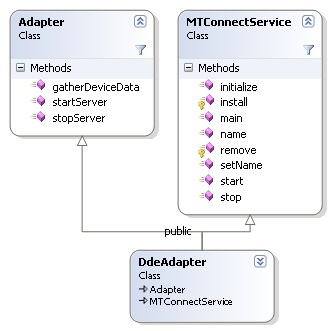 Adapter
Class
Methods
gatherDeviceData
startServer
stopServer
MTConnectService
Class
Methods
initialize
install
main
name
remove
setName
start
stop
public
DdeAdapter
Class
Adapter
MTConnectService